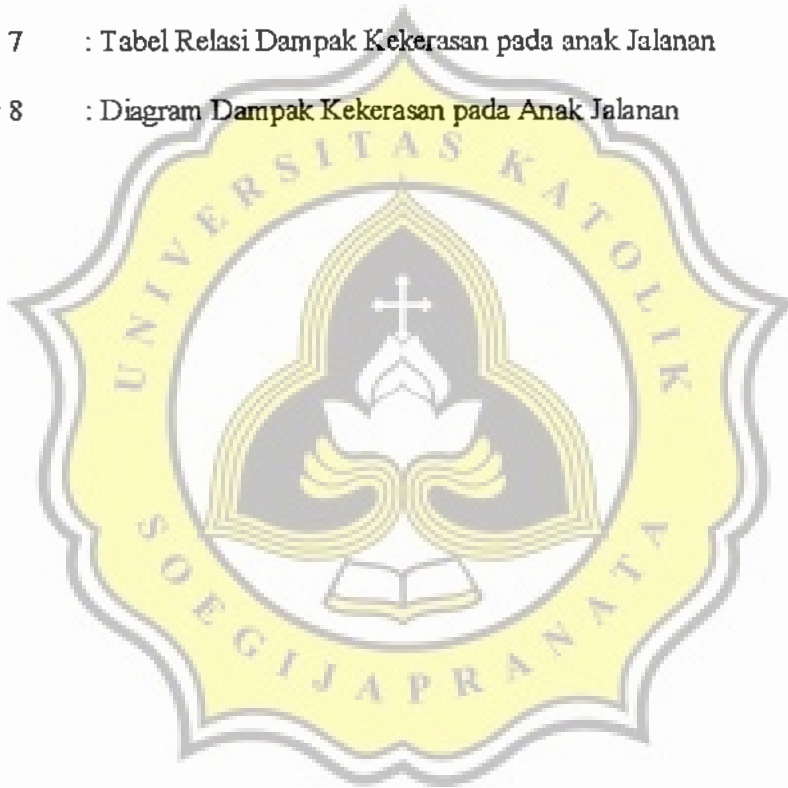 7 : Tabel Relasi Dampak Kekerasan pada anak Jalanan
8 : Diagram Dampak Kekerasan pada Anak Jalanan
UNIVERSITAS KATOLIK
SOEGIJAPRANATA